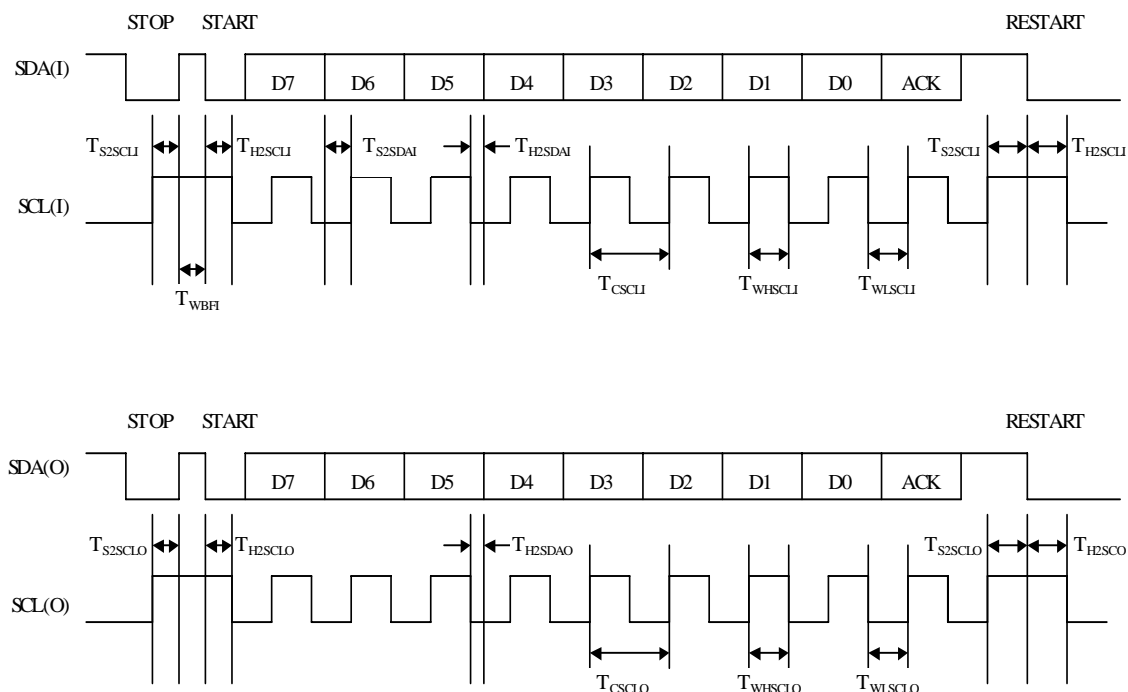 STOP START RESTART
SDA(I) D7 D6 D5 D4 D3 D2 D1 D0 ACK
TS2SCLI TH2SCLI TS2SDAI TH2SDAI TS2SCLI TH2SCLI
SCL(I)
TCSCLI TWHSCLI TWLSCLI
TWBFI
STOP START RESTART
SDA(O) D7 D6 D5 D4 D3 D2 D1 D0 ACK
TS2SCLO TH2SCLO TH2SDAO TS2SCLO TH2SCO
SCL(O)
TCSCLO TWHSCLO TWLSCLO